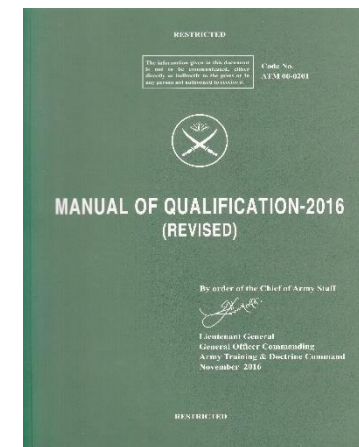 RESTRICTED
The information given in this document
is not to be communicated, either
directly or indirectly to the press or to
any person not authorised to receive it.
Code No.
ATM 00-0201
MANUAL OF QUALIFICATION-2016
(REVISED)
By order of the Chief of Army Staff
Lieutenant General
General Officer Commanding
Army Training & Doctrine Command
November 2016
RESTRICTED